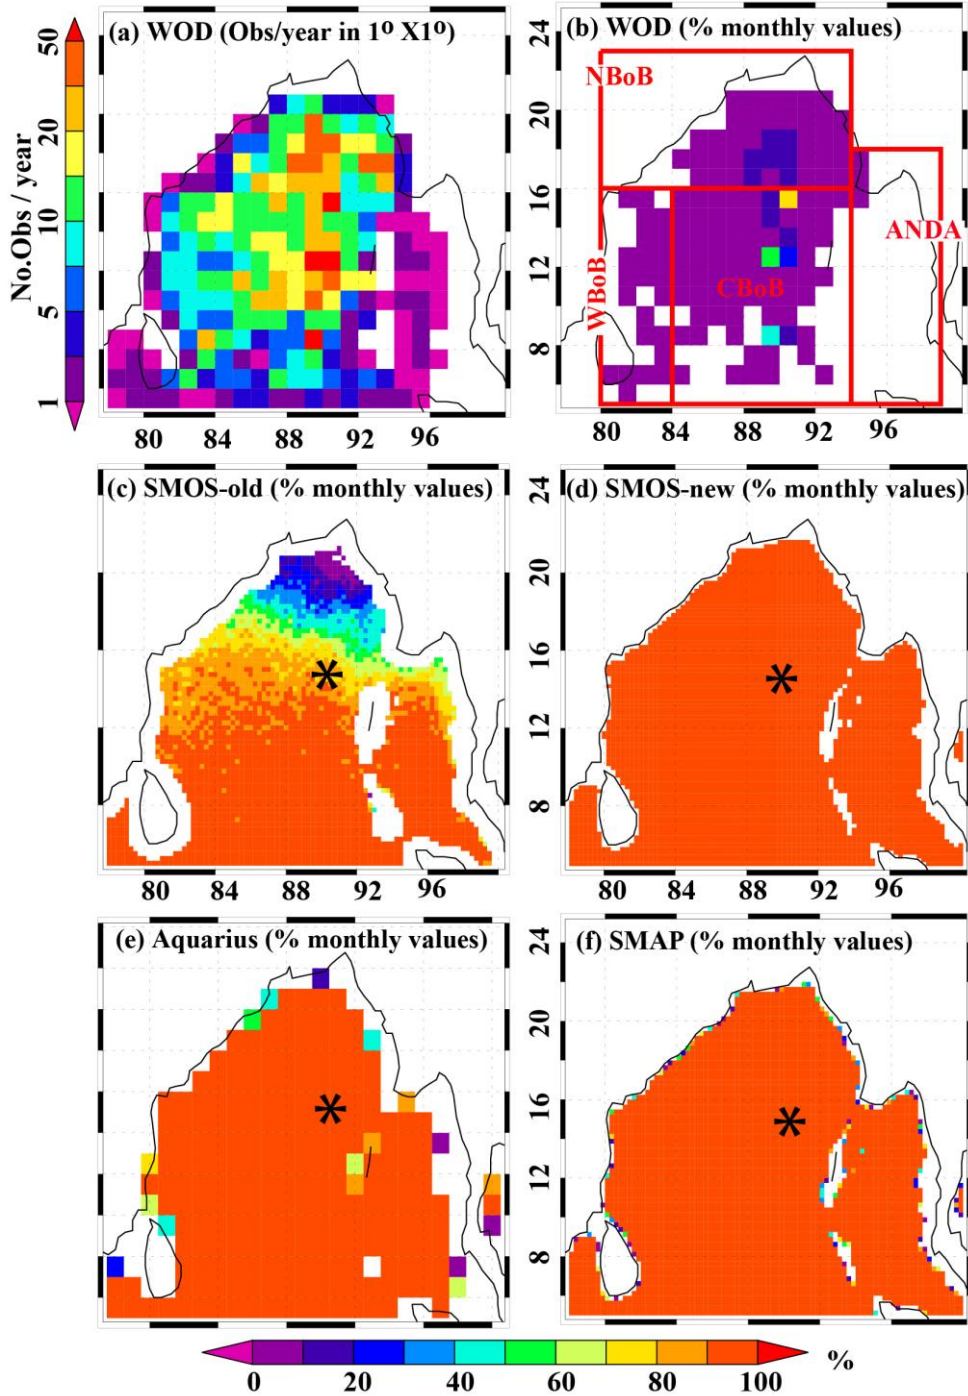 (a) WOD (Obs/year in 1º X1º)
(b) WOD (% monthly values)
50
20
10
5
1
No.Obs / year
24
20
16
12
8
NBoB
ANDA
WBoB
CBoB
80 84 88 92 96
80 84 88 92 96
(c) SMOS-old (% monthly values)
(d) SMOS-new (% monthly values)
24
20
16
12
8
*
*
80 84 88 92 96
80 84 88 92 96
(e) Aquarius (% monthly values)
(f) SMAP (% monthly values)
24
20
16
12
8
*
*
%
0 20 40 60 80 100